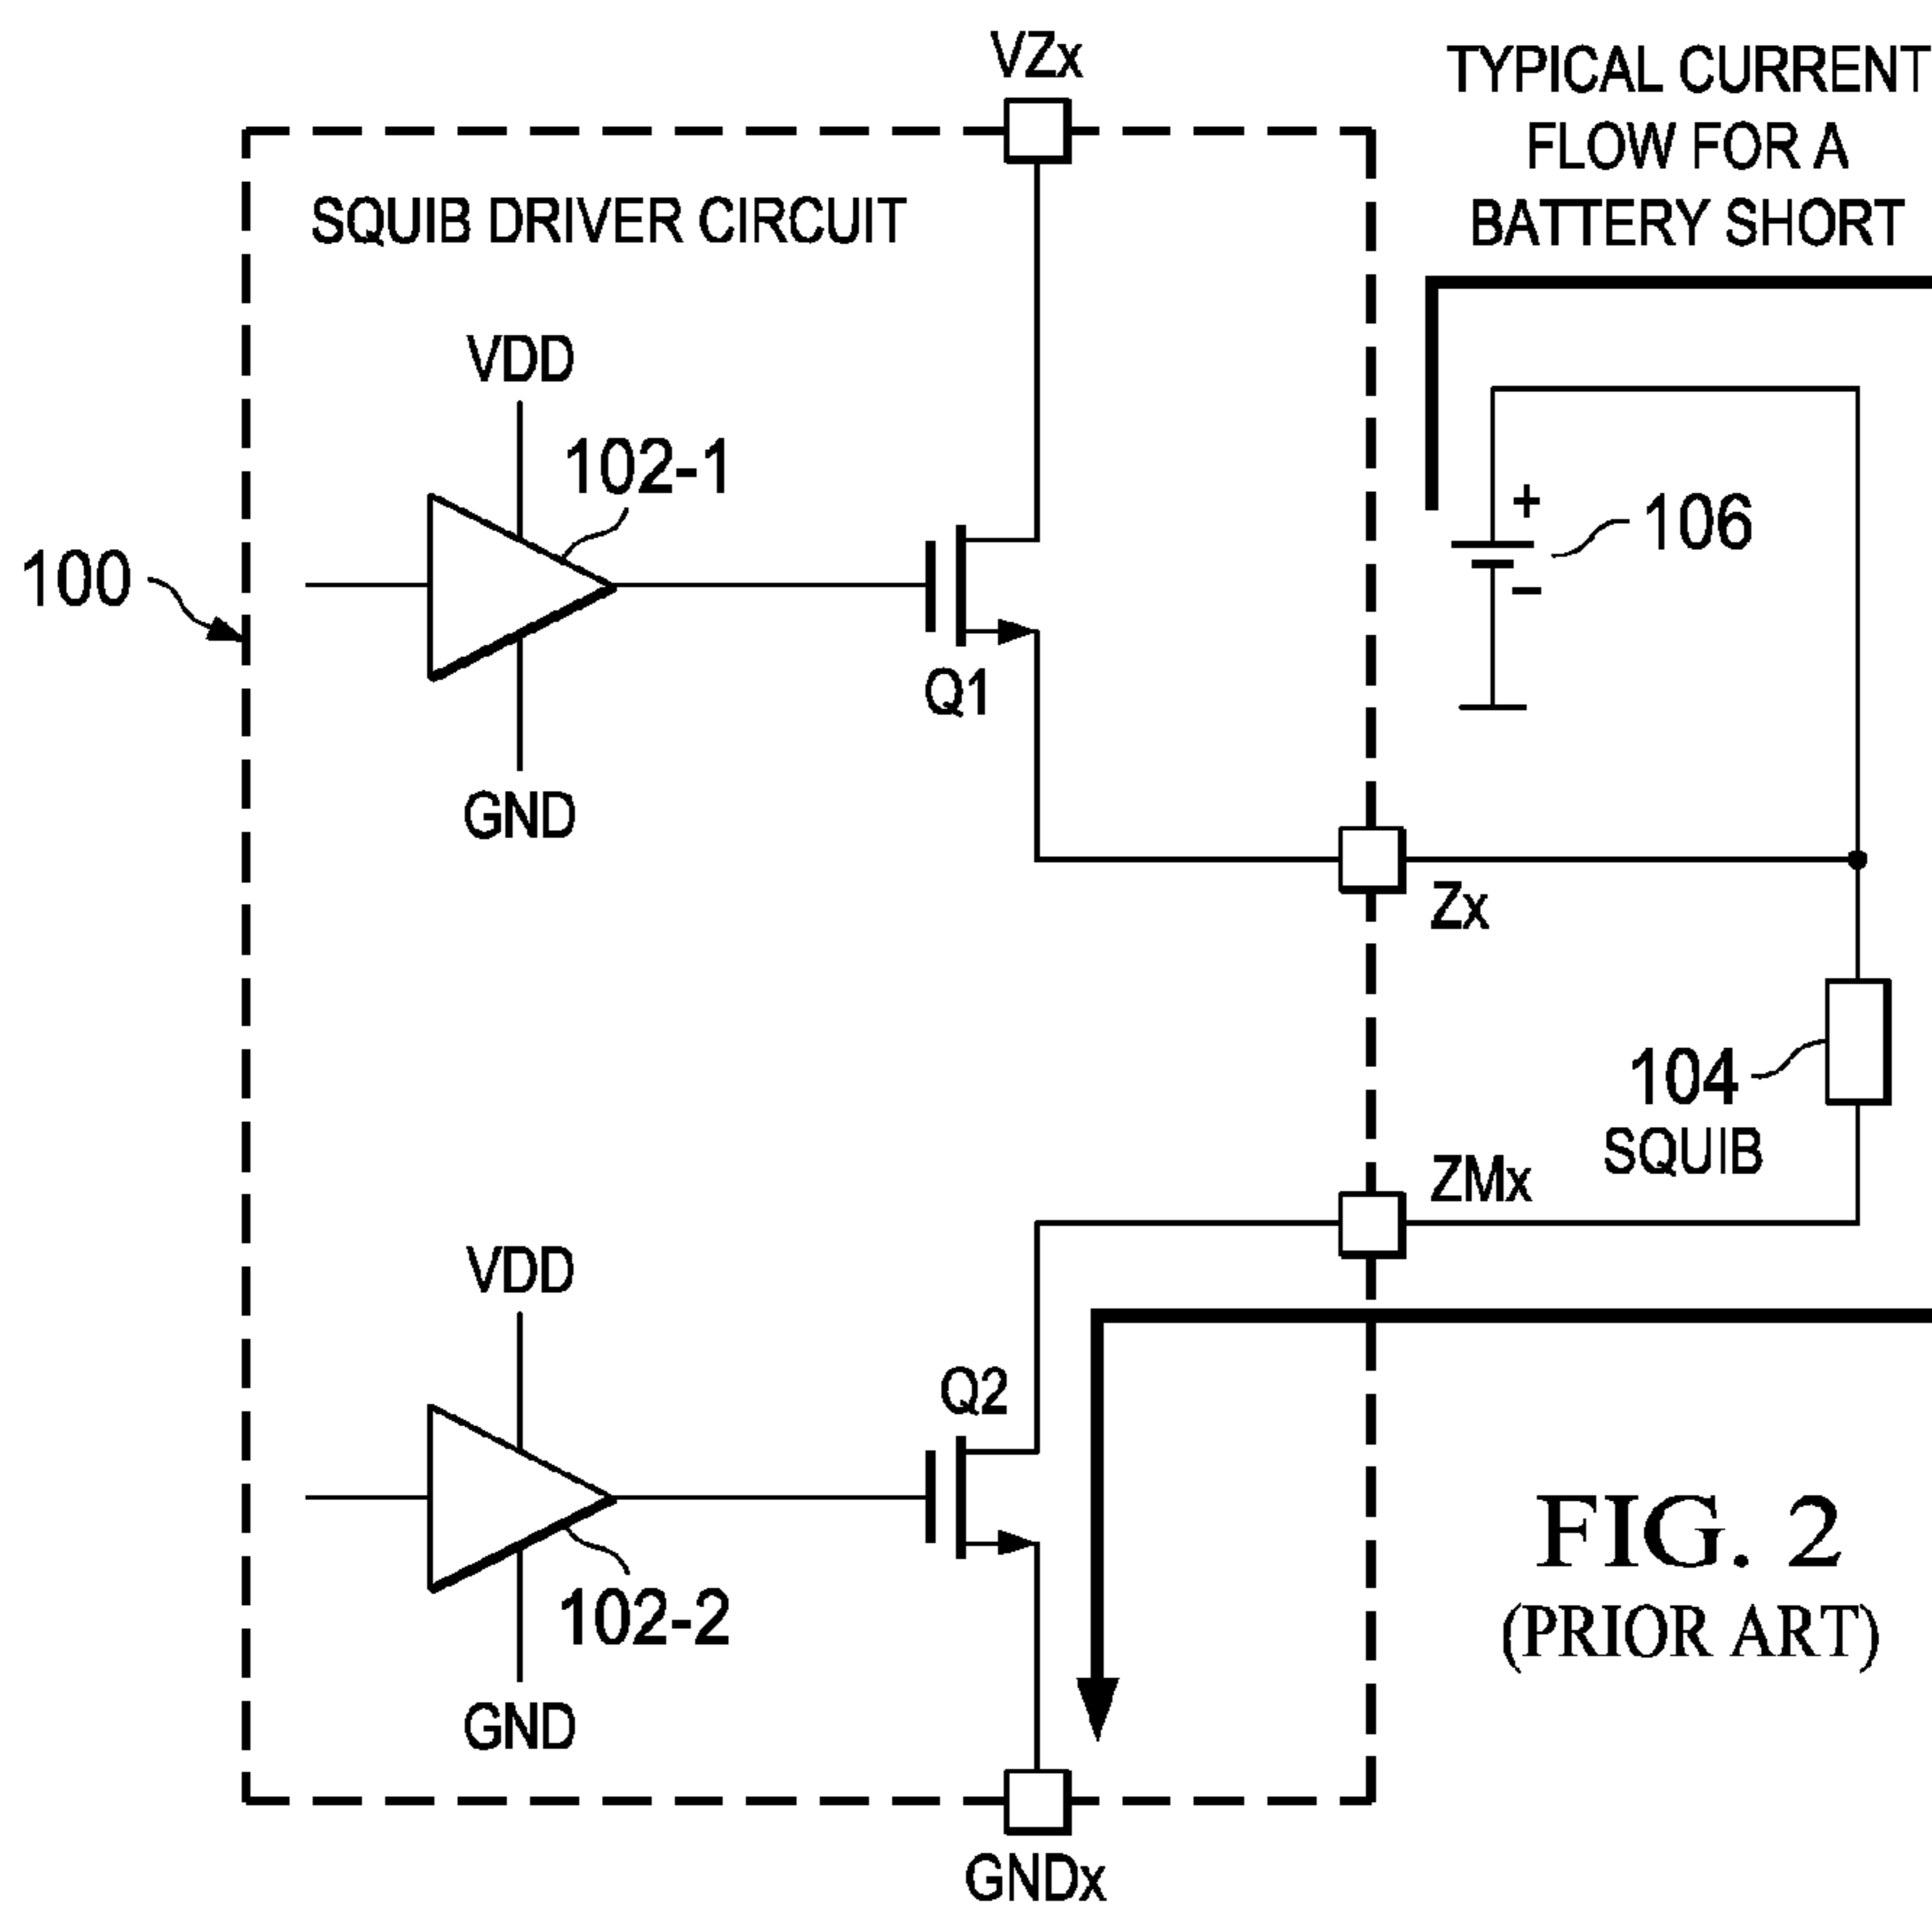 VZx
TYPICAL CURRENT
FLOW FOR A
BATTERY SHORT
SQUIB DRIVER CIRCUIT
VDD
102-1
100
+
106
-
Q1
GND
Zx
104
SQUIB
ZMx
VDD
Q2
102-2
GND
FIG. 2
(PRIOR ART)
GNDx